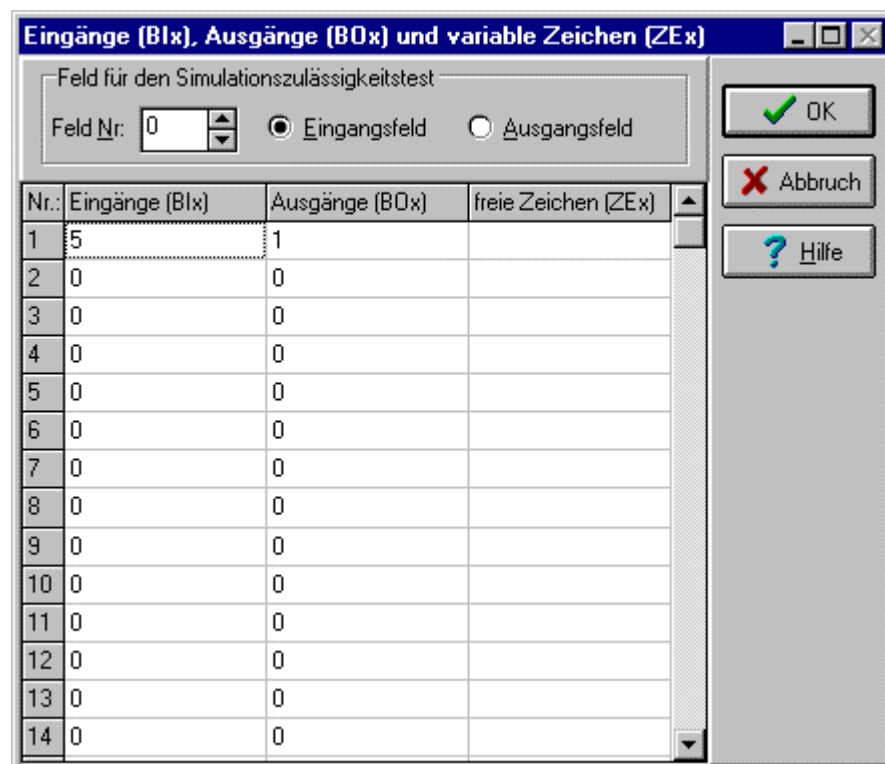 Eingänge (BIx), Ausgänge (BOx) und variable Zeichen (ZEx)
Feld für den Simulationszulässigkeitstest
Feld Nr: 0 Eingangsfeld Ausgangsfeld
OK
Abbruch
Hilfe
Nr.: Eingänge (BIx) Ausgänge (BOx) freie Zeichen (ZEx)
1 5 1
2 0 0
3 0 0
4 0 0
5 0 0
6 0 0
7 0 0
8 0 0
9 0 0
10 0 0
11 0 0
12 0 0
13 0 0
14 0 0